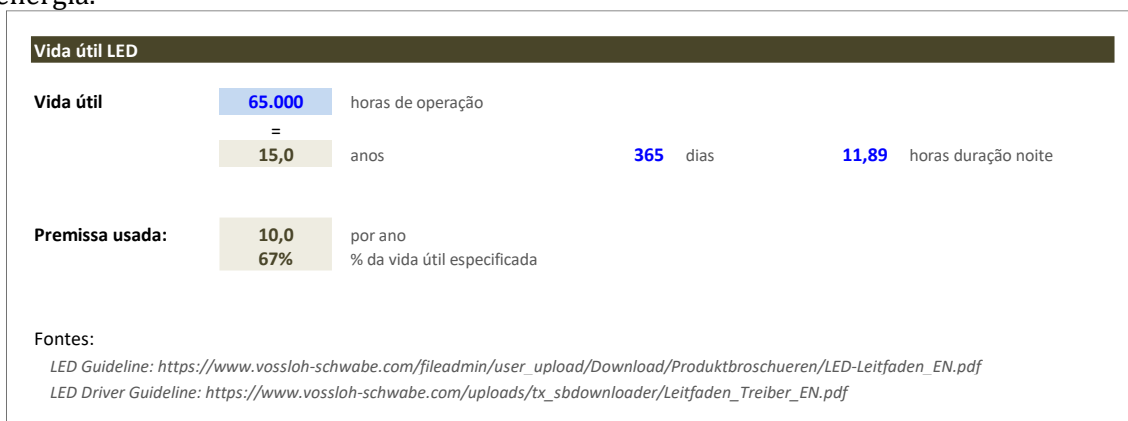 energia.
Vida útil LED
Vida útil 65.000 horas de operação
=
15,0 anos 365 dias 11,89 horas duração noite
Premissa usada: 10,0 por ano
67% % da vida útil especificada
Fontes:
LED Guideline: https://www.vossloh-schwabe.com/fileadmin/user_upload/Download/Produktbroschueren/LED-Leitfaden_EN.pdf
LED Driver Guideline: https://www.vossloh-schwabe.com/uploads/tx_sbdownloader/Leitfaden_Treiber_EN.pdf